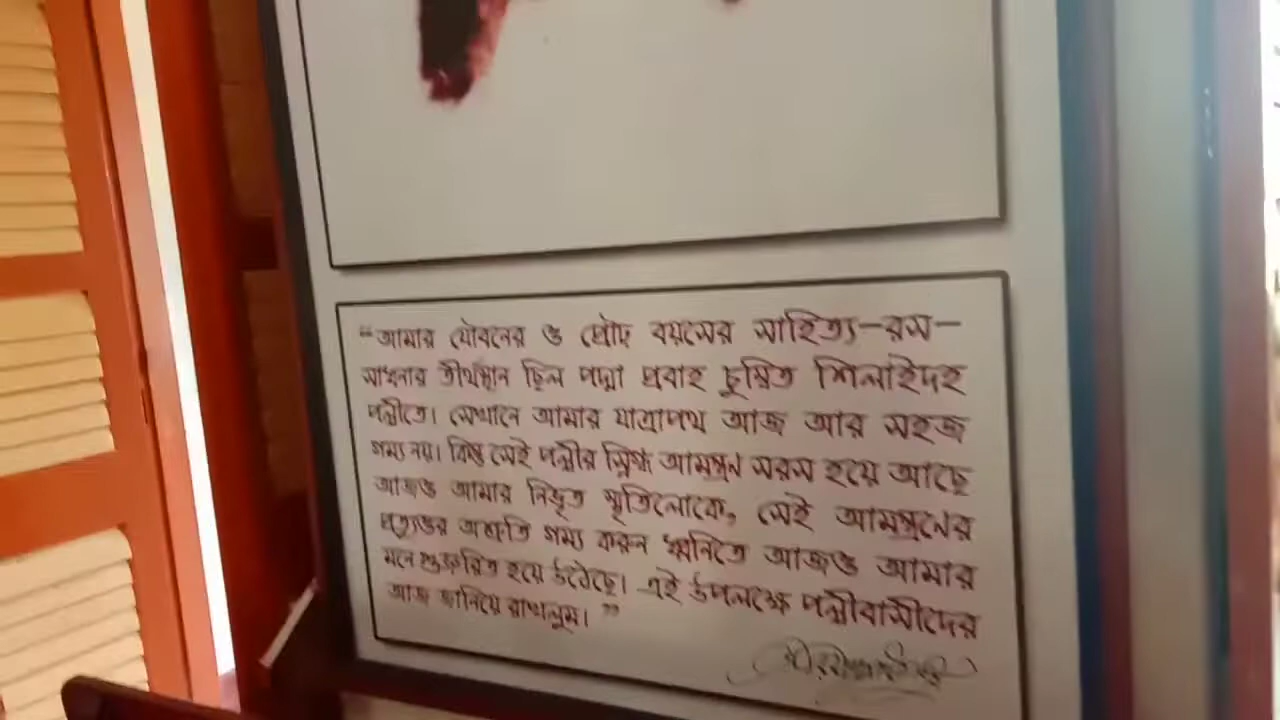 “আমার যৌবনের ও প্রৌঢ় বয়সের সাহিত্য-রস-
সাধনার তীর্থস্থান ছিল পদ্মা প্রবাহ চুম্বিত শিলাইদহ
পল্লীতে। সেখানে আমার যাত্রাপথ আজ আর সহজ
গম্য নয়। কিন্তু সেই পল্লীর স্নিগ্ধ আমন্ত্রণ সরস হয়ে আছে
আজও আমার নিভৃত স্মৃতিলোকে, সেই আমন্ত্রণের
প্রত্যুত্তর অশ্রুতি গম্য করুন ধ্বনিতে আজও আমার
মনে গুঞ্জরিত হয়ে উঠেছে। এই উপলক্ষে পল্লীবাসীদের
আজ জানিয়ে রাখলুম।”